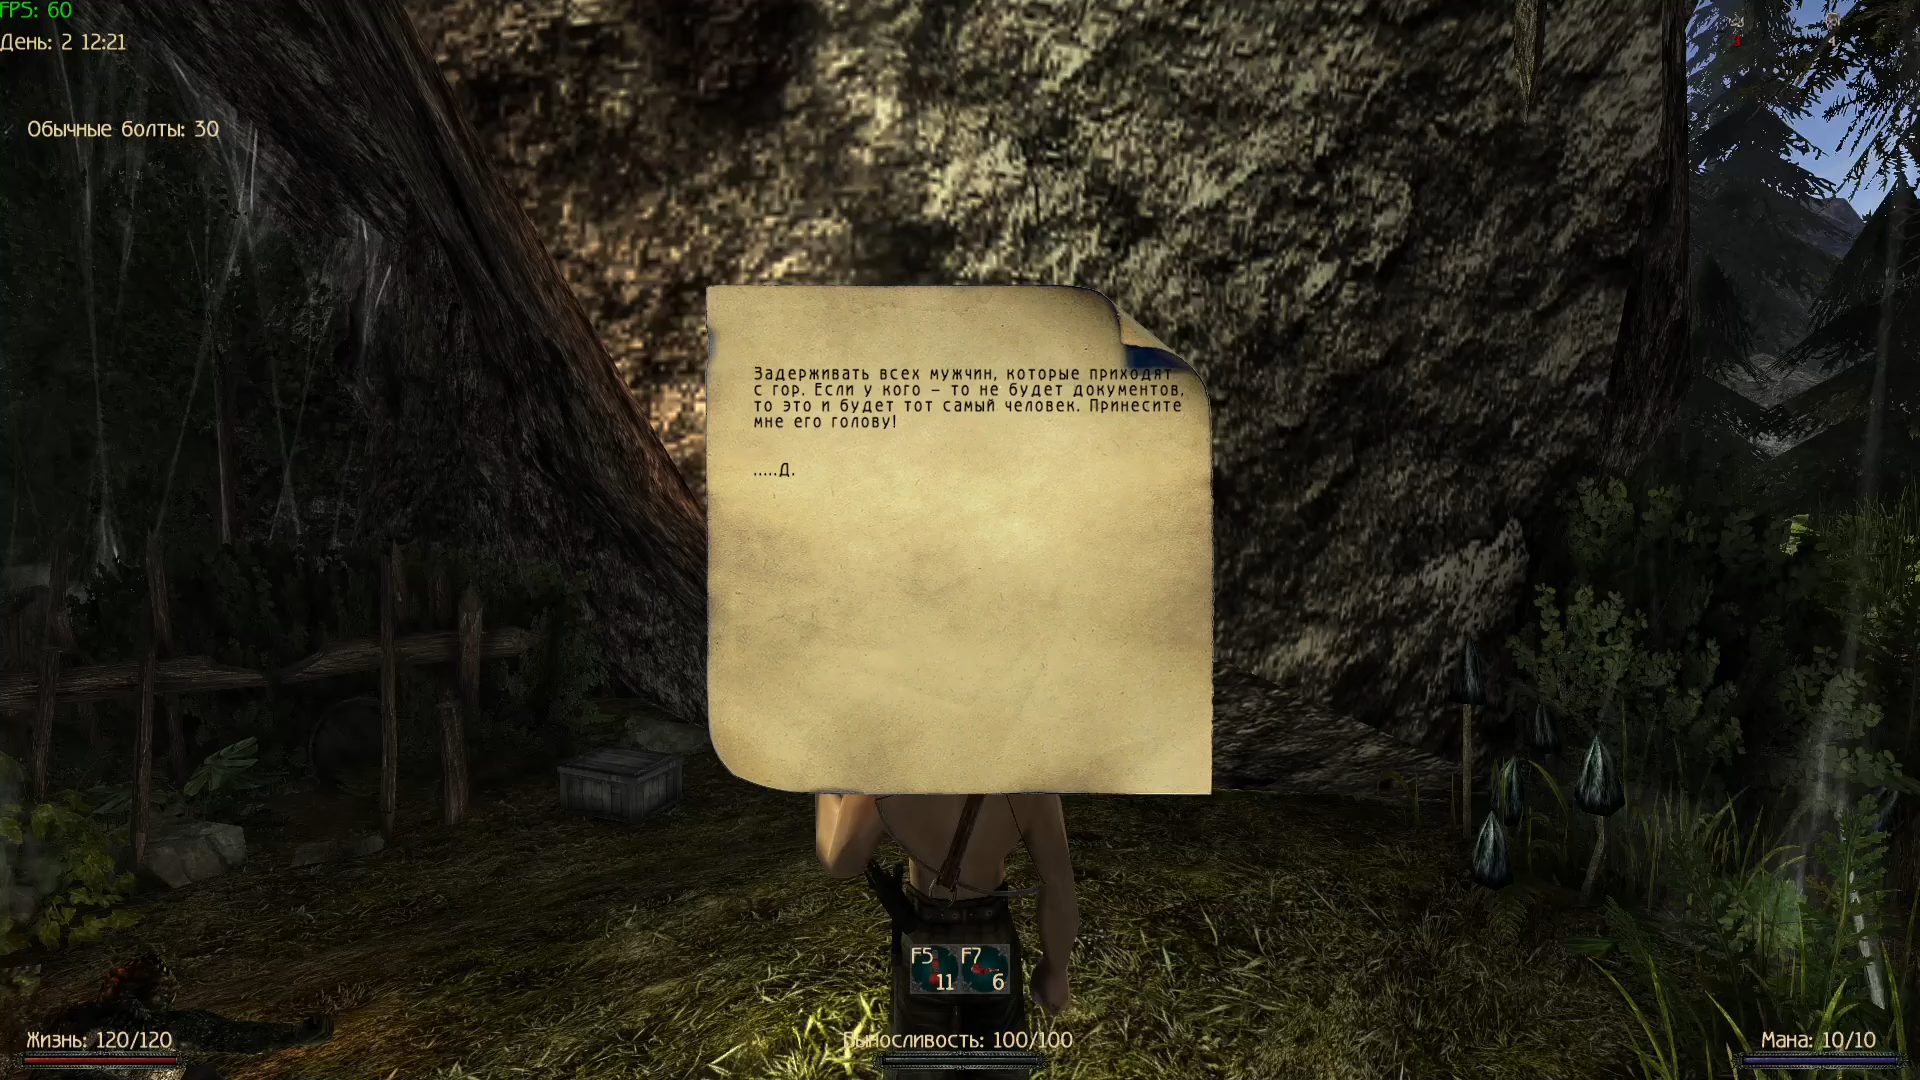 FPS: 60
День: 2 12:21
Обычные болты: 30
Задерживать всех мужчин, которые приходят
с гор. Если у кого – то не будет документов,
то это и будет тот самый человек. Принесите
мне его голову!
.....Д.
F5 F7
11 6
Жизнь: 120/120
Выносливость: 100/100
Мана: 10/10